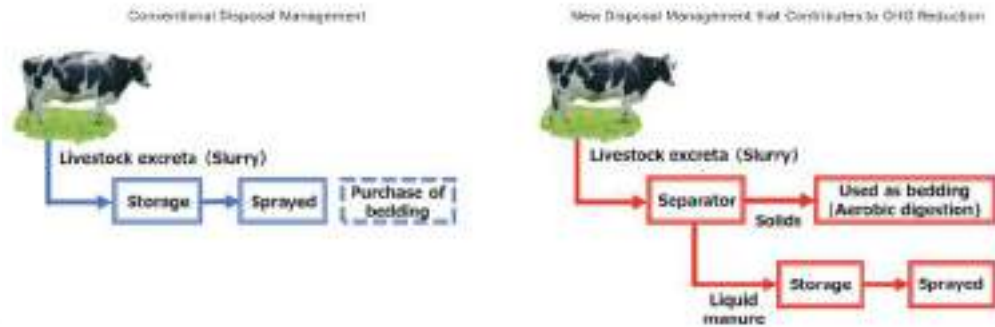 Conventional Disposal Management
Livestock excreta (Slurry)
Storage
Sprayed
Purchase of
bedding
New Disposal Management that Contributes to GHG Reduction
Livestock excreta (Slurry)
Separator
Solids
Used as bedding
(Aerobic digestion)
Liquid
manure
Storage
Sprayed